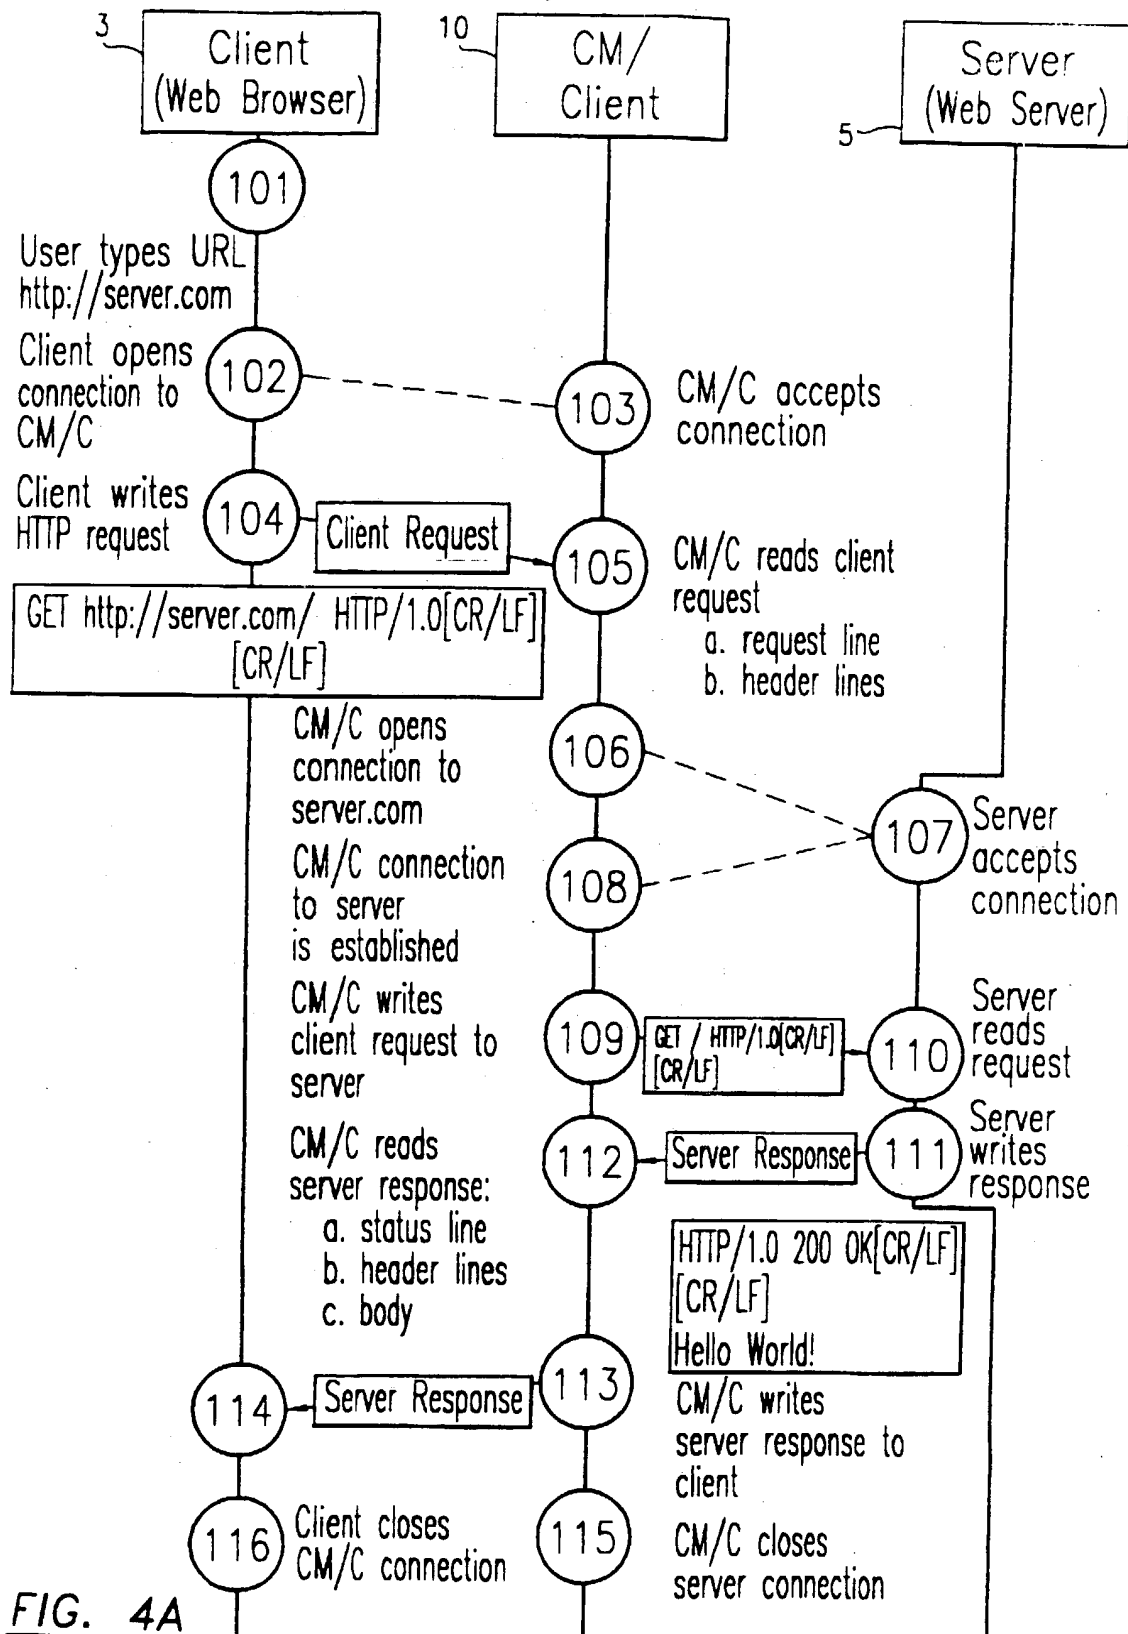 3
Client
(Web Browser)
10
CM/
Client
Server
(Web Server)
5
101
User types URL
http://server.com
Client opens
connection to
CM/C
102
103
CM/C accepts
connection
Client writes
HTTP request
104
Client Request
105
CM/C reads client
request
a. request line
b. header lines
GET http://server.com/ HTTP/1.0[CR/LF]
[CR/LF]
CM/C opens
connection to
server.com
106
107
Server
accepts
connection
CM/C connection
to server
is established
108
CM/C writes
client request to
server
109
GET / HTTP/1.0[CR/LF]
[CR/LF]
110
Server
reads
request
CM/C reads
server response:
a. status line
b. header lines
c. body
112
Server Response
111
Server
writes
response
HTTP/1.0 200 OK[CR/LF]
[CR/LF]
Hello World!
114
Server Response
113
CM/C writes
server response to
client
116
Client closes
CM/C connection
115
CM/C closes
server connection
FIG. 4A